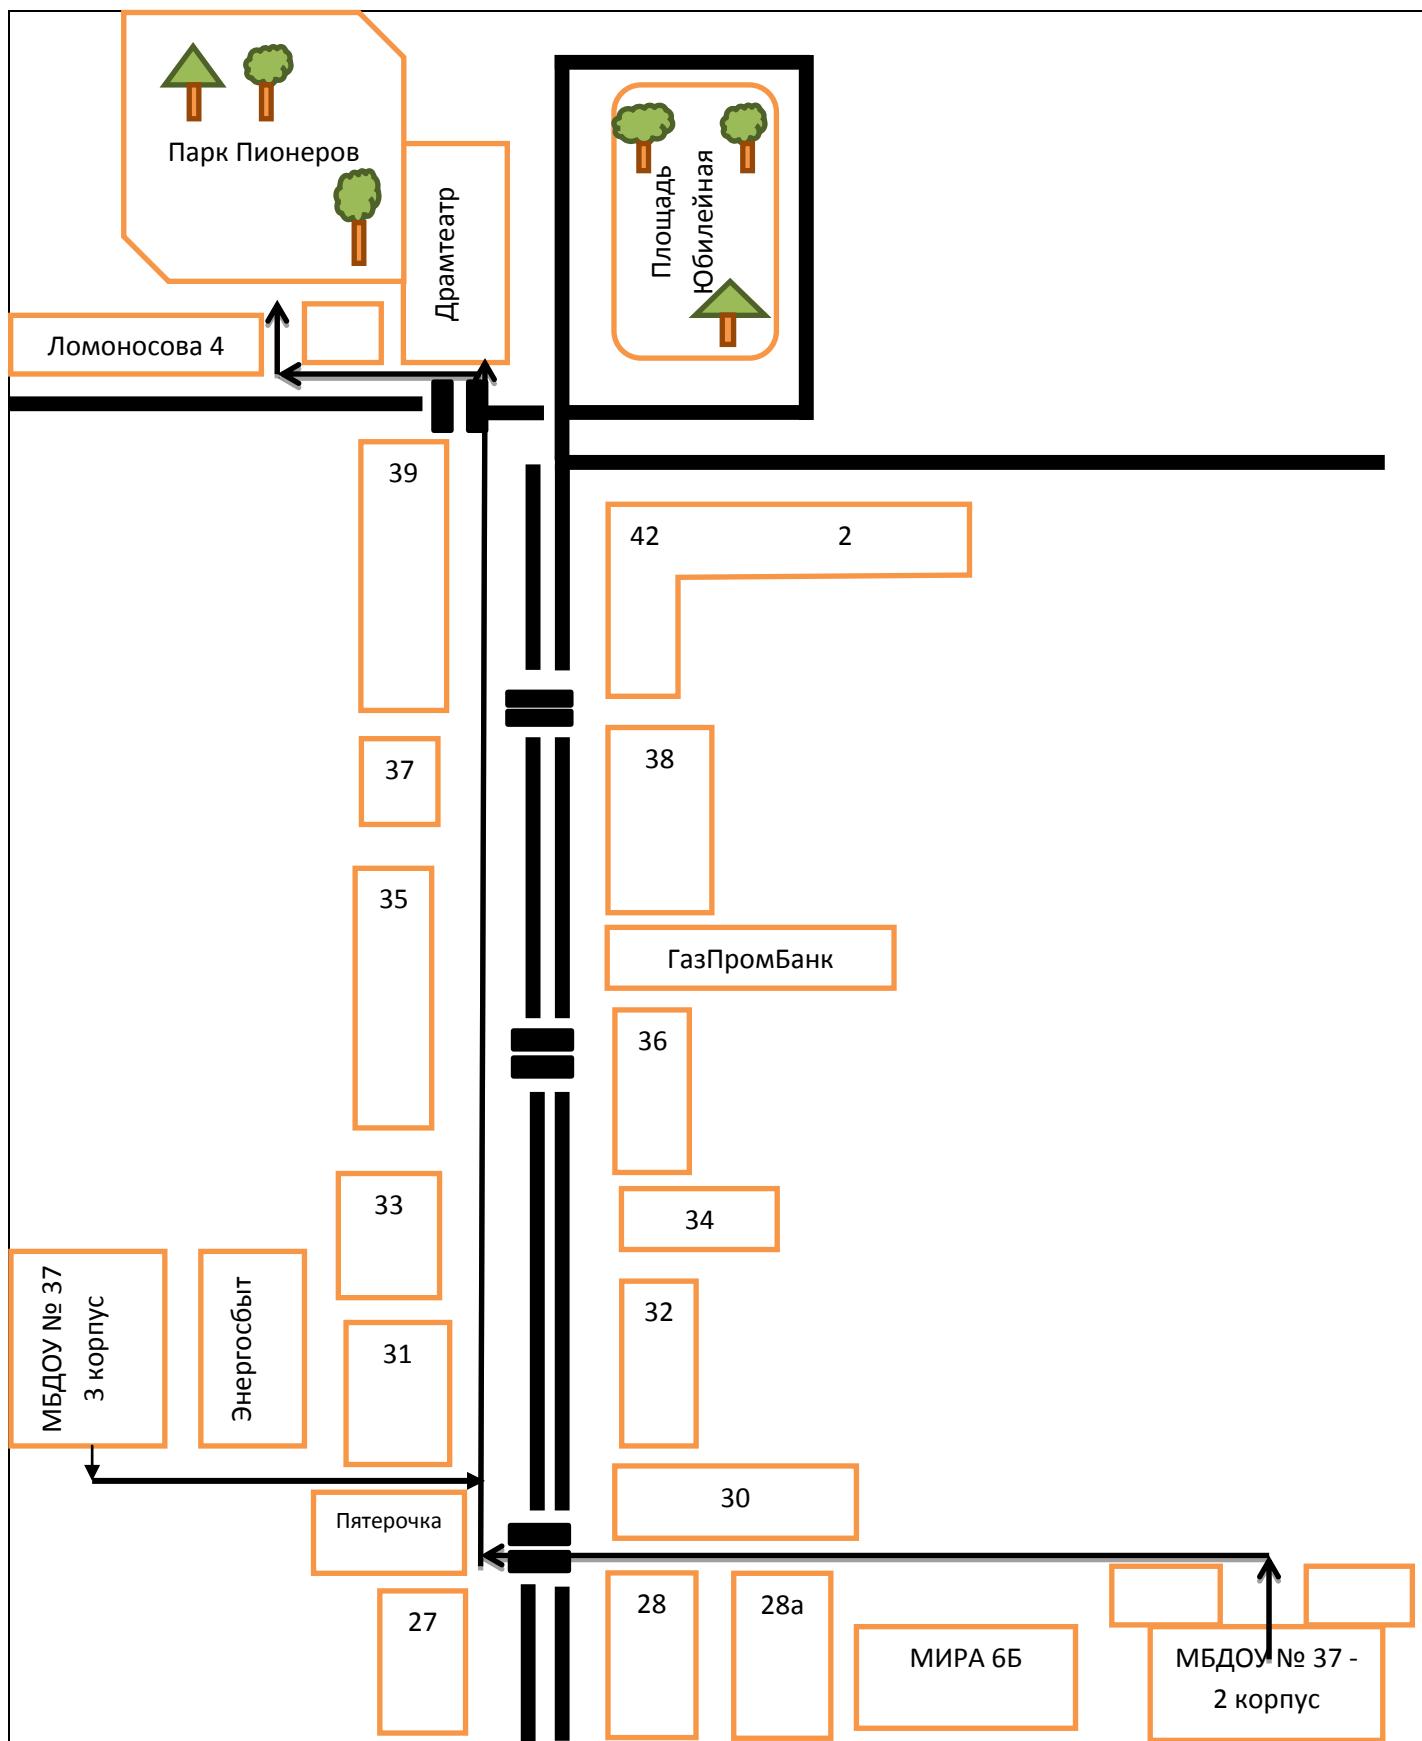 Парк Пионеров
Драмтеатр
Площадь
Юбилейная
Ломоносова 4
39
42
2
37
38
35
ГазПромБанк
36
33
34
МБДОУ № 37
3 корпус
Энергосбыт
32
31
30
Пятерочка
27
28
28а
МИРА 6Б
МБДОУ № 37 -
2 корпус